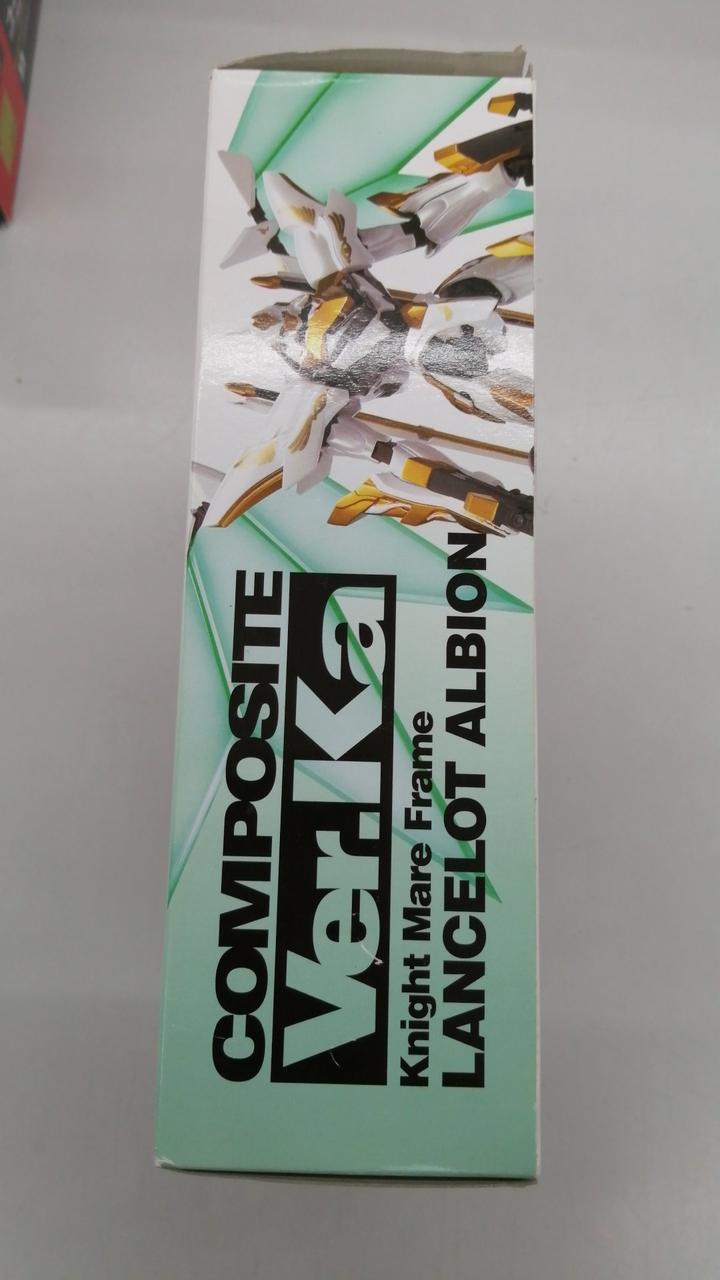 COMPOSITE
Ver.Ka
Knight Mare Frame
LANCELOT ALBION